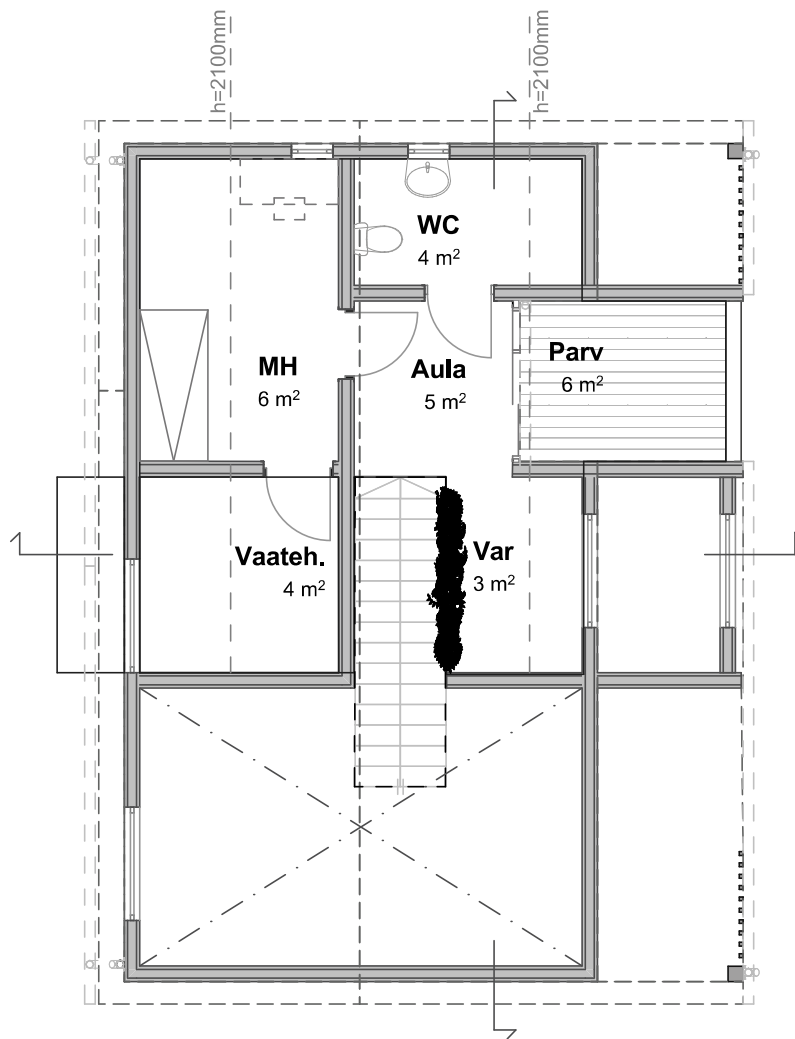 h=2100mm
h=2100mm
WC
4 m²
MH
6 m²
Aula
5 m²
Parv
6 m²
Vaateh.
4 m²
Var
3 m²